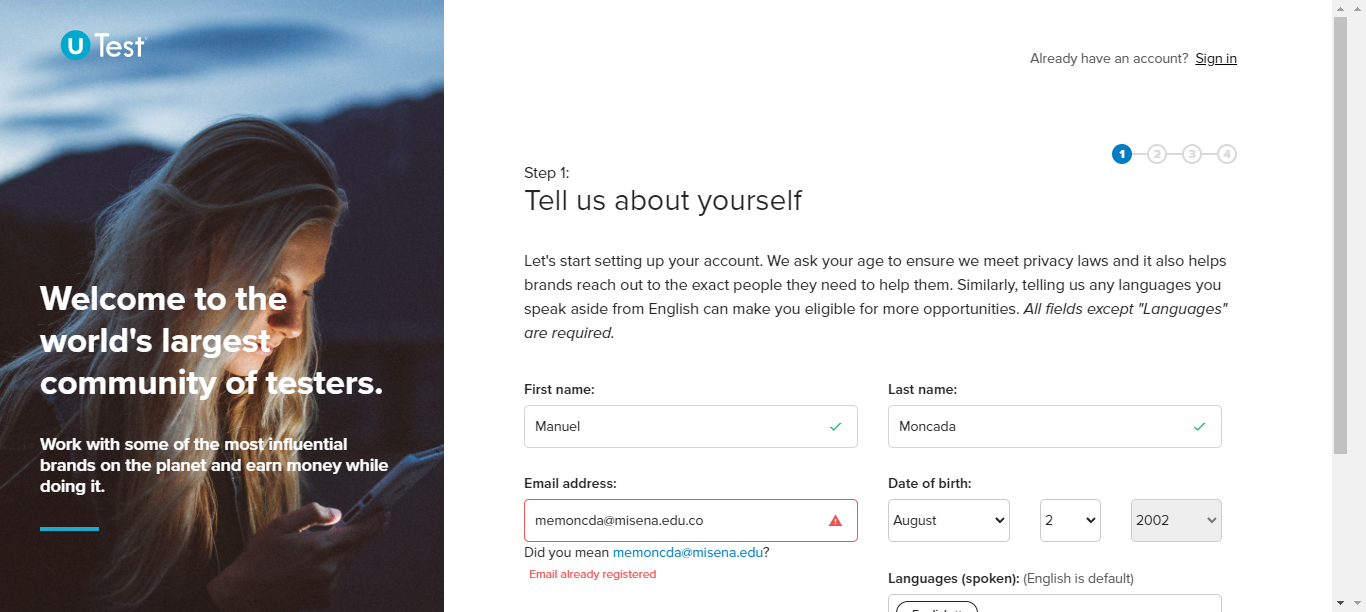 U Test
Already have an account? Sign in
1 2 3 4
Step 1:
Tell us about yourself
Let's start setting up your account. We ask your age to ensure we meet privacy laws and it also helps
brands reach out to the exact people they need to help them. Similarly, telling us any languages you
speak aside from English can make you eligible for more opportunities. All fields except "Languages"
are required.
Welcome to the
world's largest
community of testers.
Work with some of the most influential
brands on the planet and earn money while
doing it.
First name:
Last name:
Manuel
Moncada
Email address:
Date of birth:
memoncda@misena.edu.co
August 2 2002
Did you mean memoncda@misena.edu?
Email already registered
Languages (spoken): (English is default)